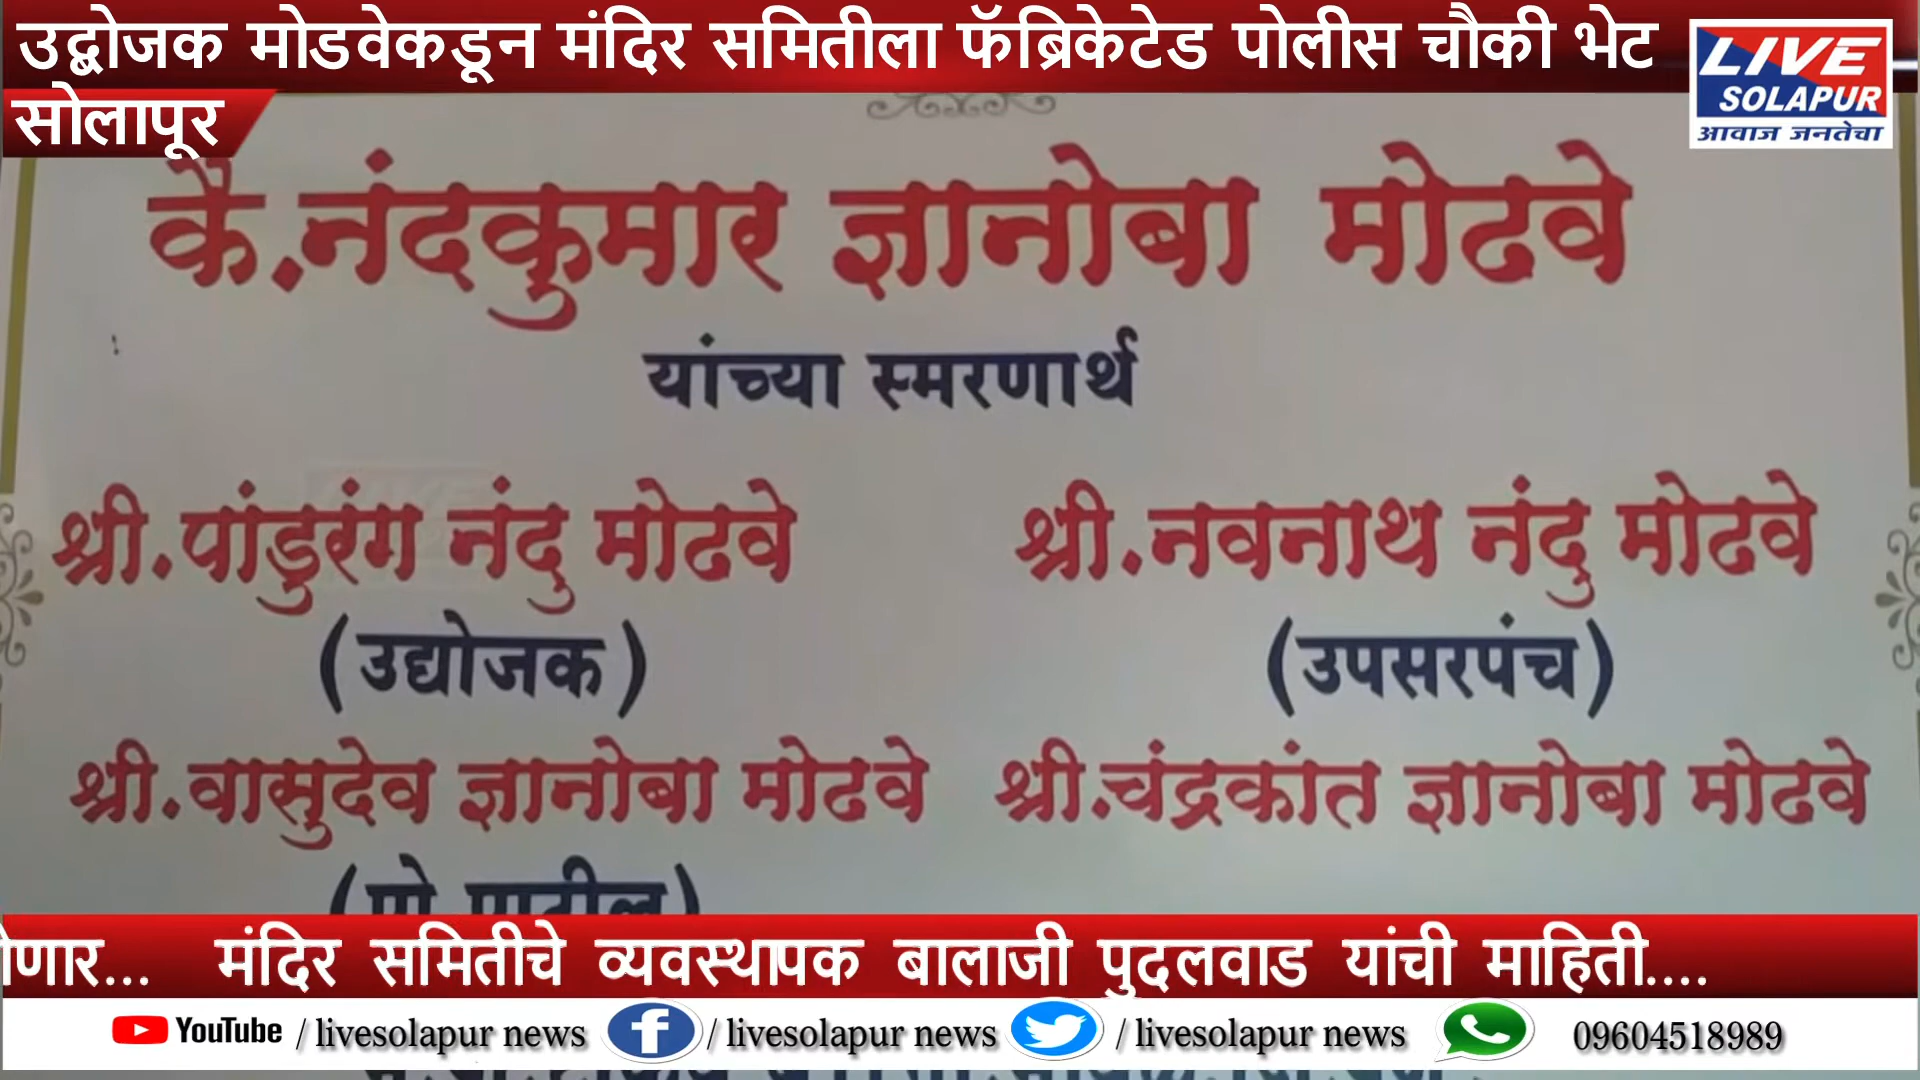 उद्योजक मोडवेकडून मंदिर समितीला फॅब्रिकेटेड पोलीस चौकी भेट
LIVE
SOLAPUR
आवाज जनतेचा
सोलापूर
कै.नंदकुमार ज्ञानोबा मोढवे
यांच्या स्मरणार्थ
श्री.पांडुरंग नंदु मोढवे श्री.नवनाथ नंदु मोढवे
(उद्योजक) (उपसरपंच)
श्री.वासुदेव ज्ञानोबा मोढवे श्री.चंद्रकांत ज्ञानोबा मोढवे
(पो पाटील)
मंदिर समितीचे व्यवस्थापक बालाजी पुदलवाड यांची माहिती....
YouTube / livesolapur news / livesolapur news / livesolapur news 09604518989